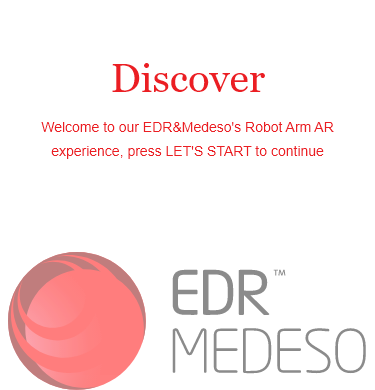 Discover
Welcome to our EDR&Medeso's Robot Arm AR
experience, press LET'S START to continue
EDR™
MEDESO